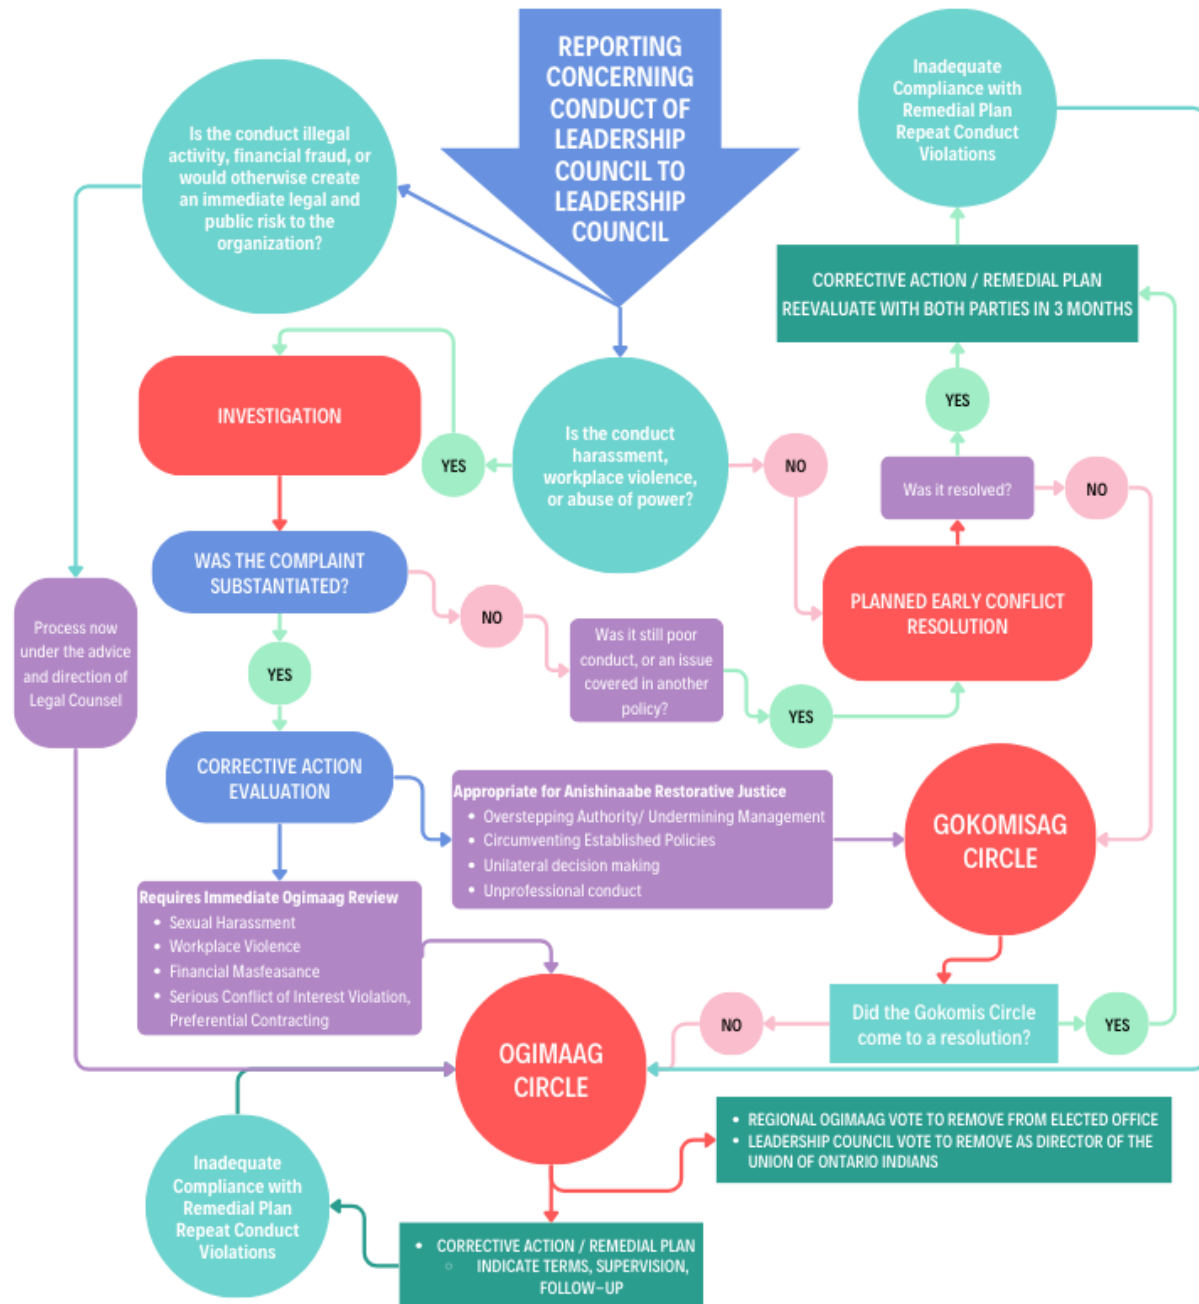 REPORTING
CONCERNING
CONDUCT OF
LEADERSHIP
COUNCIL TO
LEADERSHIP
COUNCIL
Is the conduct illegal
activity, financial fraud, or
would otherwise create
an immediate legal and
public risk to the
organization?
Inadequate
Compliance with
Remedial Plan
Repeat Conduct
Violations
CORRECTIVE ACTION / REMEDIAL PLAN
REEVALUATE WITH BOTH PARTIES IN 3 MONTHS
INVESTIGATION
YES
Is the conduct
harassment,
workplace violence,
or abuse of power?
NO
YES
Was it resolved?
NO
WAS THE COMPLAINT
SUBSTANTIATED?
NO
PLANNED EARLY CONFLICT
RESOLUTION
Process now
under the advice
and direction of
Legal Counsel
YES
Was it still poor
conduct, or an issue
covered in another
policy?
YES
CORRECTIVE ACTION
EVALUATION
Appropriate for Anishinaabe Restorative Justice
• Overstepping Authority/ Undermining Management
• Circumventing Established Policies
• Unilateral decision making
• Unprofessional conduct
GOKOMISAG
CIRCLE
Requires Immediate Ogimaag Review
• Sexual Harassment
• Workplace Violence
• Financial Masfeasance
• Serious Conflict of Interest Violation,
Preferential Contracting
OGIMAAG
CIRCLE
NO
Did the Gokomis Circle
come to a resolution?
YES
• REGIONAL OGIMAAG VOTE TO REMOVE FROM ELECTED OFFICE
• LEADERSHIP COUNCIL VOTE TO REMOVE AS DIRECTOR OF THE
UNION OF ONTARIO INDIANS
Inadequate
Compliance with
Remedial Plan
Repeat Conduct
Violations
• CORRECTIVE ACTION / REMEDIAL PLAN
○ INDICATE TERMS, SUPERVISION,
FOLLOW-UP